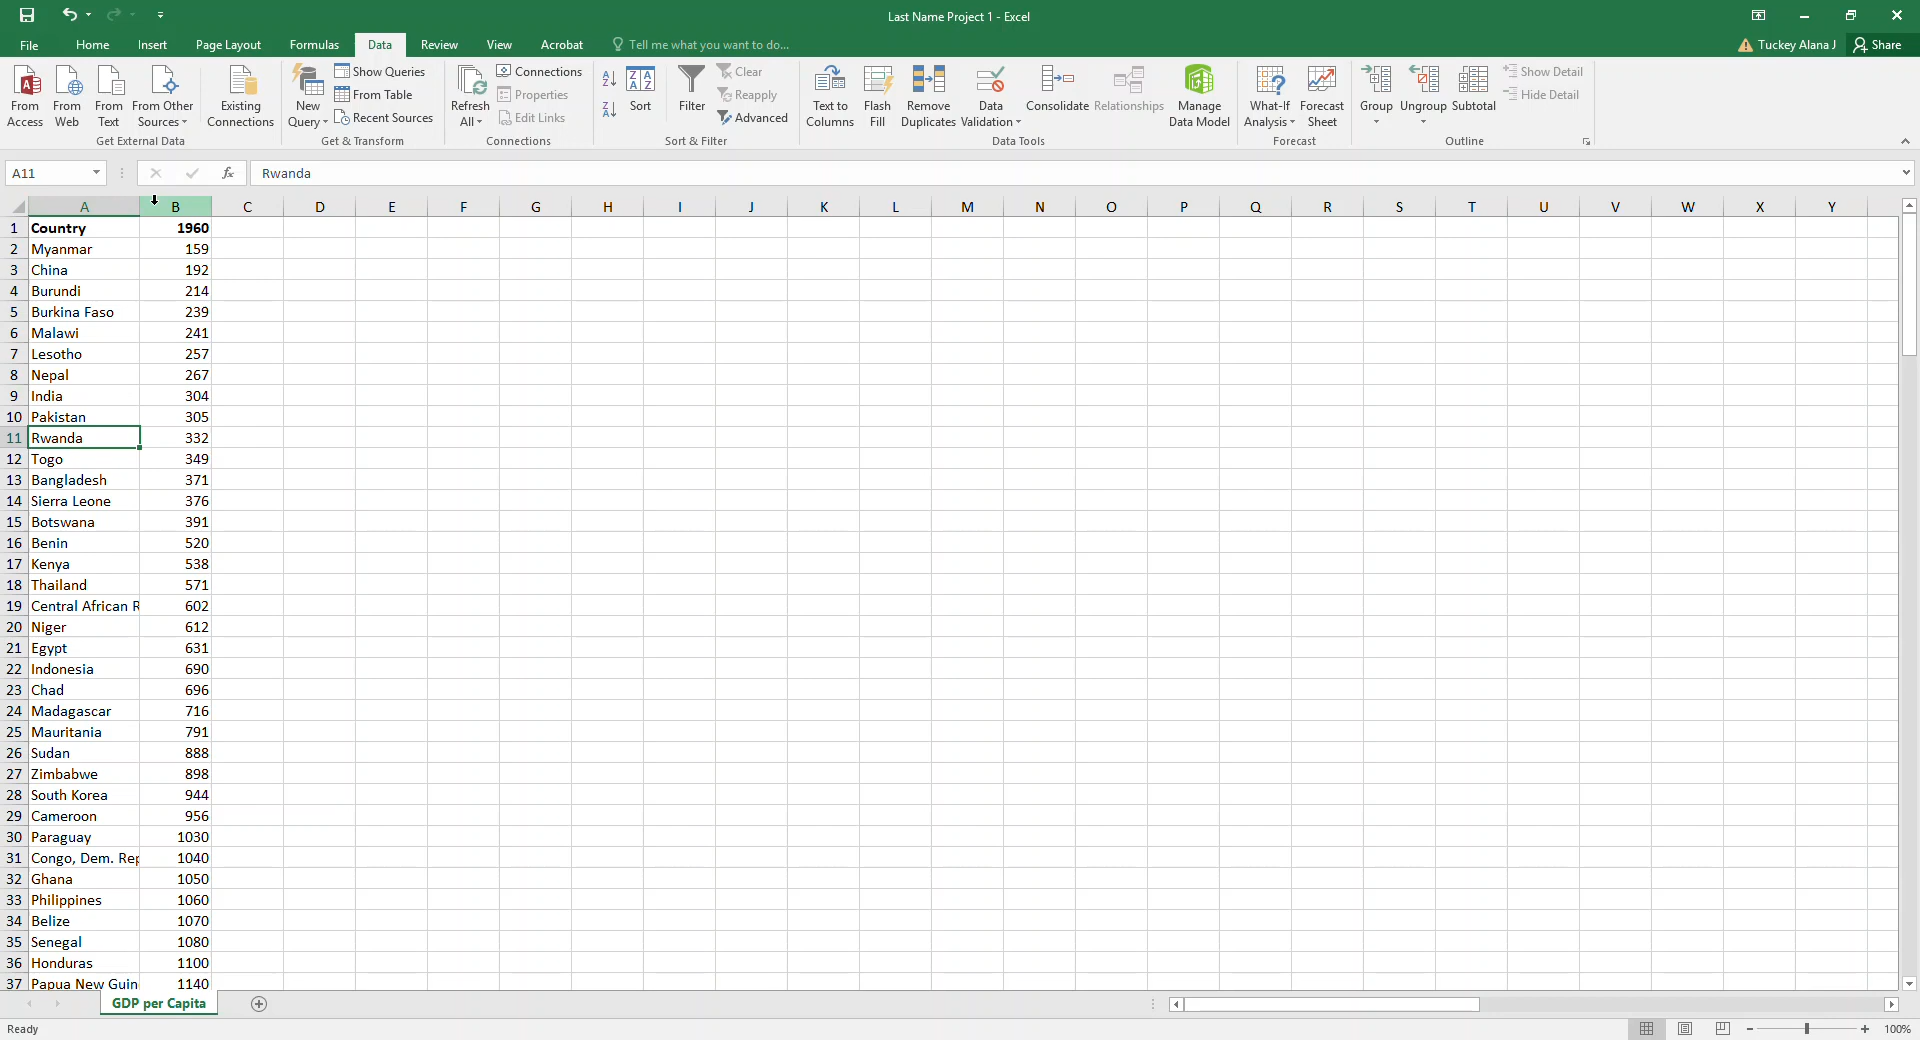 Last Name Project 1 - Excel
File Home Insert Page Layout Formulas Data Review View Acrobat Tell me what you want to do... Tuckey Alana J Share
From Access
From Web
From Text
From Other Sources
Existing Connections
Get External Data
New Query
Show Queries
From Table
Recent Sources
Get & Transform
Refresh All
Connections
Properties
Edit Links
Connections
Sort
Filter
Clear
Reapply
Advanced
Sort & Filter
Text to Columns
Flash Fill
Remove Duplicates
Data Validation
Consolidate
Relationships
Manage Data Model
Data Tools
What-If Analysis
Forecast Sheet
Forecast
Group
Ungroup
Subtotal
Show Detail
Hide Detail
Outline
A11 fx Rwanda
A B C D E F G H I J K L M N O P Q R S T U V W X Y
1 Country 1960
2 Myanmar 159
3 China 192
4 Burundi 214
5 Burkina Faso 239
6 Malawi 241
7 Lesotho 257
8 Nepal 267
9 India 304
10 Pakistan 305
11 Rwanda 332
12 Togo 349
13 Bangladesh 371
14 Sierra Leone 376
15 Botswana 391
16 Benin 520
17 Kenya 538
18 Thailand 571
19 Central African R 602
20 Niger 612
21 Egypt 631
22 Indonesia 690
23 Chad 696
24 Madagascar 716
25 Mauritania 791
26 Sudan 888
27 Zimbabwe 898
28 South Korea 944
29 Cameroon 956
30 Paraguay 1030
31 Congo, Dem. Rep 1040
32 Ghana 1050
33 Philippines 1060
34 Belize 1070
35 Senegal 1080
36 Honduras 1100
37 Papua New Guin 1140
GDP per Capita
Ready 100%